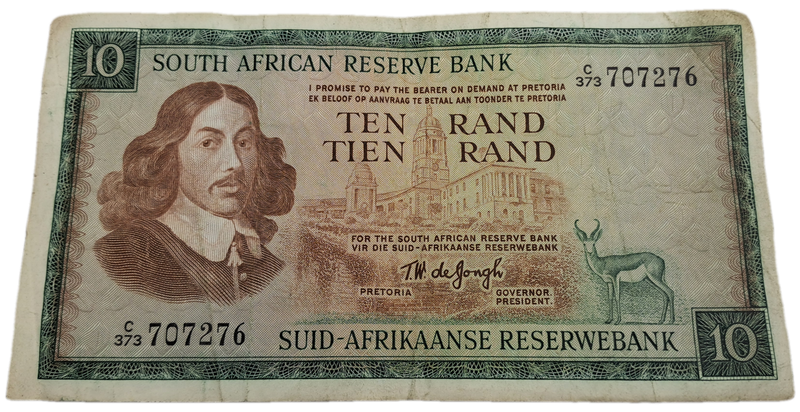 10
SOUTH AFRICAN RESERVE BANK
C/373 707276
I PROMISE TO PAY THE BEARER ON DEMAND AT PRETORIA
EK BELOOF OP AANVRAAG TE BETAAL AAN TOONDER TE PRETORIA
TEN RAND
TIEN RAND
FOR THE SOUTH AFRICAN RESERVE BANK
VIR DIE SUID-AFRIKAANSE RESERWEBANK
T.W. de Jongh
PRETORIA GOVERNOR.
PRESIDENT.
C/373 707276
SUID-AFRIKAANSE RESERWEBANK
10